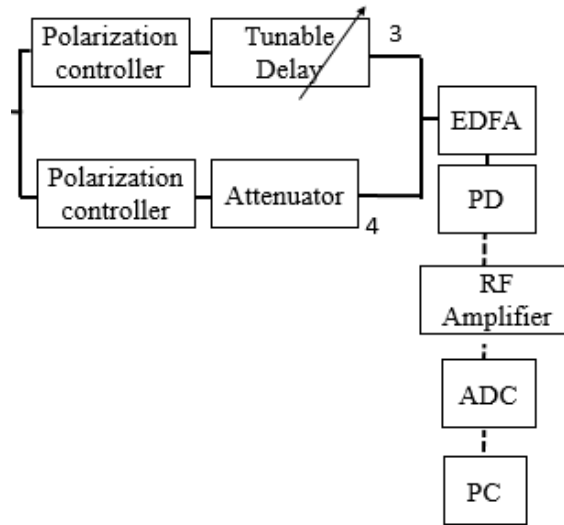 Polarization
controller
Tunable
Delay
3
EDFA
Polarization
controller
Attenuator
4
PD
RF
Amplifier
ADC
PC